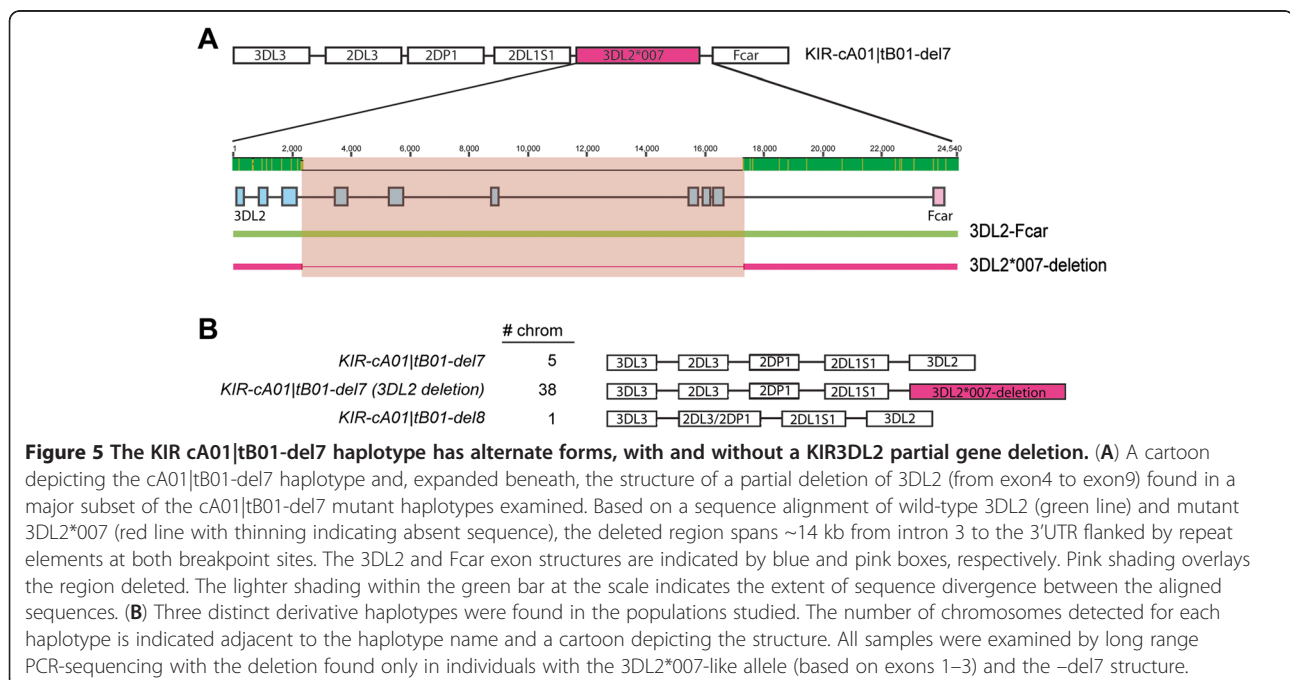 A
3DL3 2DL3 2DP1 2DL1S1 3DL2*007 Fcar KIR-cA01|tB01-del7
1 2,000 4,000 6,000 8,000 10,000 12,000 14,000 16,000 18,000 20,000 22,000 24,540
3DL2 Fcar
3DL2-Fcar
3DL2*007-deletion
B # chrom
KIR-cA01|tB01-del7 5 3DL3 2DL3 2DP1 2DL1S1 3DL2
KIR-cA01|tB01-del7 (3DL2 deletion) 38 3DL3 2DL3 2DP1 2DL1S1 3DL2*007-deletion
KIR-cA01|tB01-del8 1 3DL3 2DL3/2DP1 2DL1S1 3DL2
Figure 5 The KIR cA01|tB01-del7 haplotype has alternate forms, with and without a KIR3DL2 partial gene deletion. (A) A cartoon
depicting the cA01|tB01-del7 haplotype and, expanded beneath, the structure of a partial deletion of 3DL2 (from exon4 to exon9) found in a
major subset of the cA01|tB01-del7 mutant haplotypes examined. Based on a sequence alignment of wild-type 3DL2 (green line) and mutant
3DL2*007 (red line with thinning indicating absent sequence), the deleted region spans ~14 kb from intron 3 to the 3'UTR flanked by repeat
elements at both breakpoint sites. The 3DL2 and Fcar exon structures are indicated by blue and pink boxes, respectively. Pink shading overlays
the region deleted. The lighter shading within the green bar at the scale indicates the extent of sequence divergence between the aligned
sequences. (B) Three distinct derivative haplotypes were found in the populations studied. The number of chromosomes detected for each
haplotype is indicated adjacent to the haplotype name and a cartoon depicting the structure. All samples were examined by long range
PCR-sequencing with the deletion found only in individuals with the 3DL2*007-like allele (based on exons 1–3) and the –del7 structure.